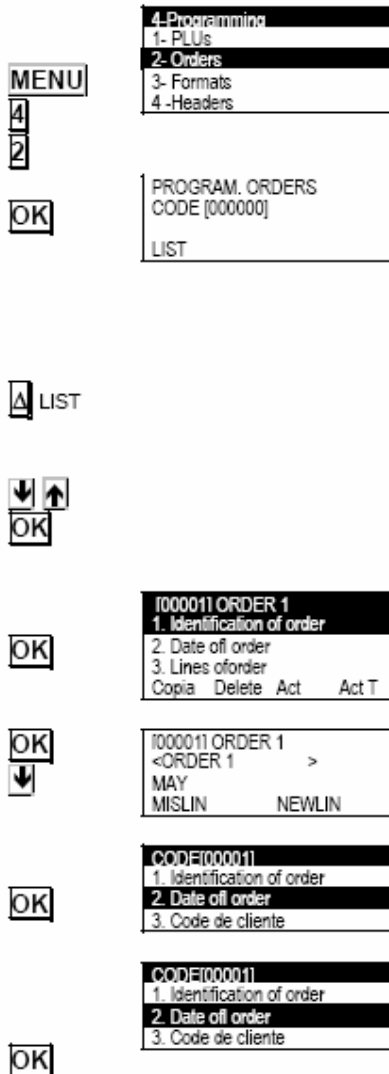 4-Programming
1- PLUs
2- Orders
3- Formats
4 -Headers
MENU
4
2
OK
PROGRAM. ORDERS
CODE [000000]
LIST
Δ LIST
OK
[00001] ORDER 1
1. Identification of order
2. Date ofl order
3. Lines oforder
Copia Delete Act Act T
OK
OK
[00001] ORDER 1
<ORDER 1 >
MAY
MISLIN NEWLIN
CODE[00001]
1. Identification of order
2. Date ofl order
3. Code de cliente
OK
CODE[00001]
1. Identification of order
2. Date ofl order
3. Code de cliente
OK